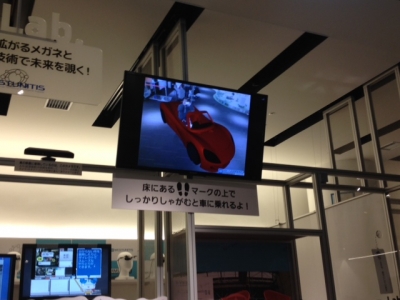 Lab.
拡がるメガネと
技術で未来を覗く!
床にある マークの上で
しっかりしゃがむと車に乗れるよ!